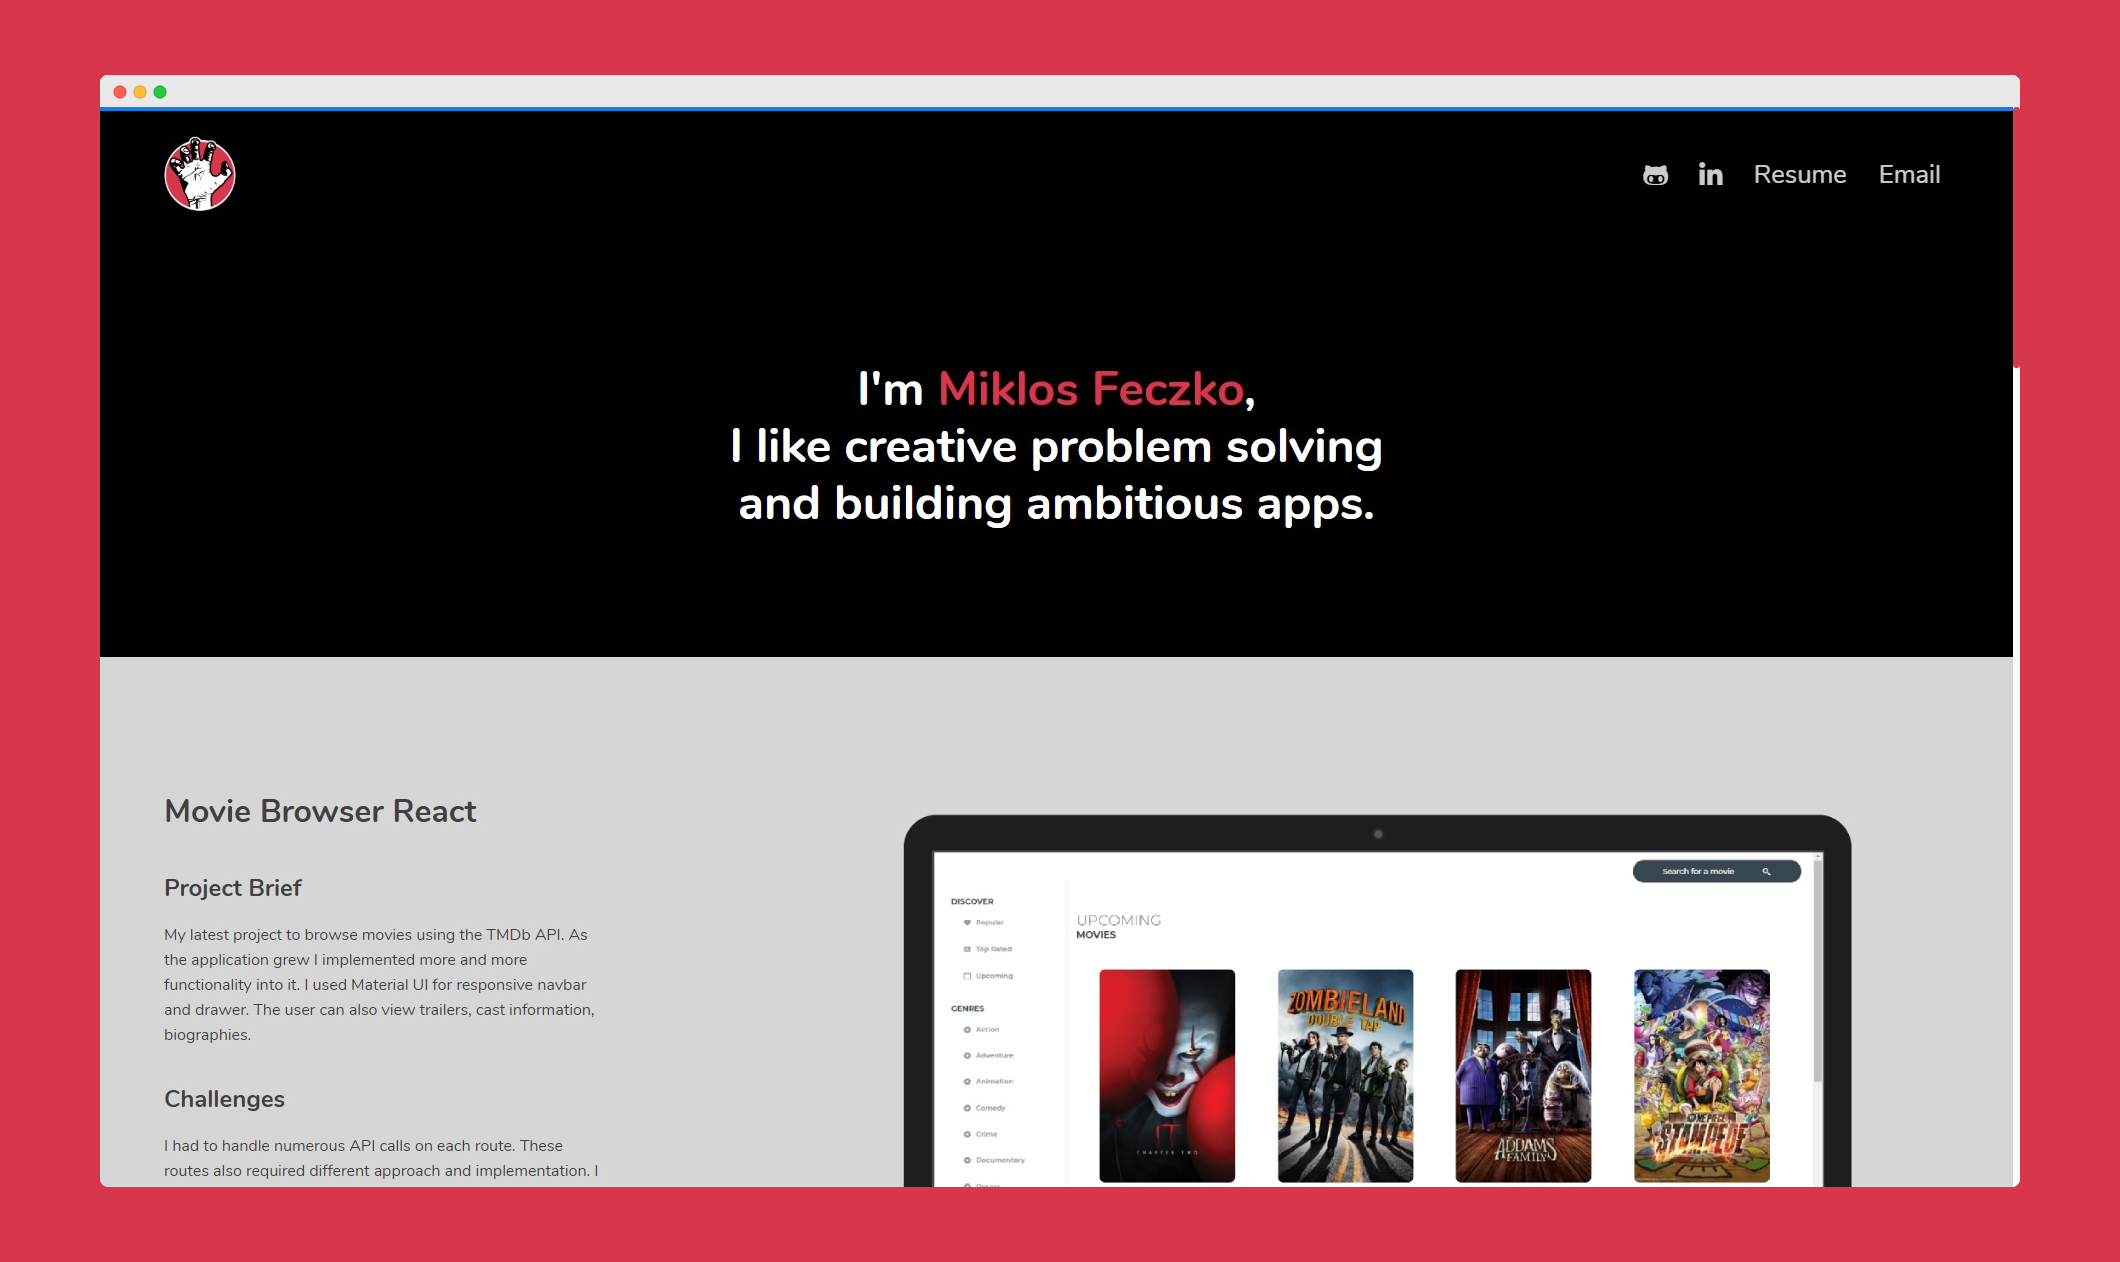 Resume Email
I'm Miklos Feczko,
I like creative problem solving
and building ambitious apps.
Movie Browser React
Project Brief
My latest project to browse movies using the TMDb API. As
the application grew I implemented more and more
functionality into it. I used Material UI for responsive navbar
and drawer. The user can also view trailers, cast information,
biographies.
Challenges
I had to handle numerous API calls on each route. These
routes also required different approach and implementation. I
Search for a movie
DISCOVER
Popular
Top Rated
Upcoming
GENRES
Action
Adventure
Animation
Comedy
Crime
Documentary
Drama
UPCOMING
MOVIES
IT
CHAPTER TWO
ZOMBIELAND
DOUBLE TAP
THE
ADDAMS
FAMILY
ONE PIECE
STAMPEDE